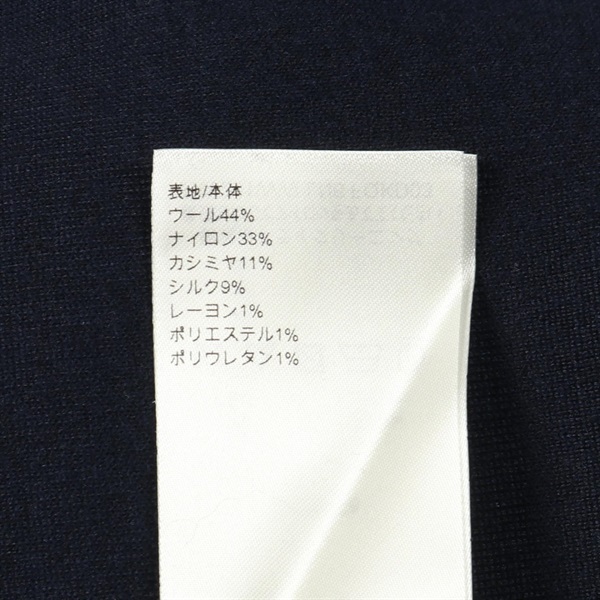 表地/本体
ウール44%
ナイロン33%
カシミヤ11%
シルク9%
レーヨン1%
ポリエステル1%
ポリウレタン1%